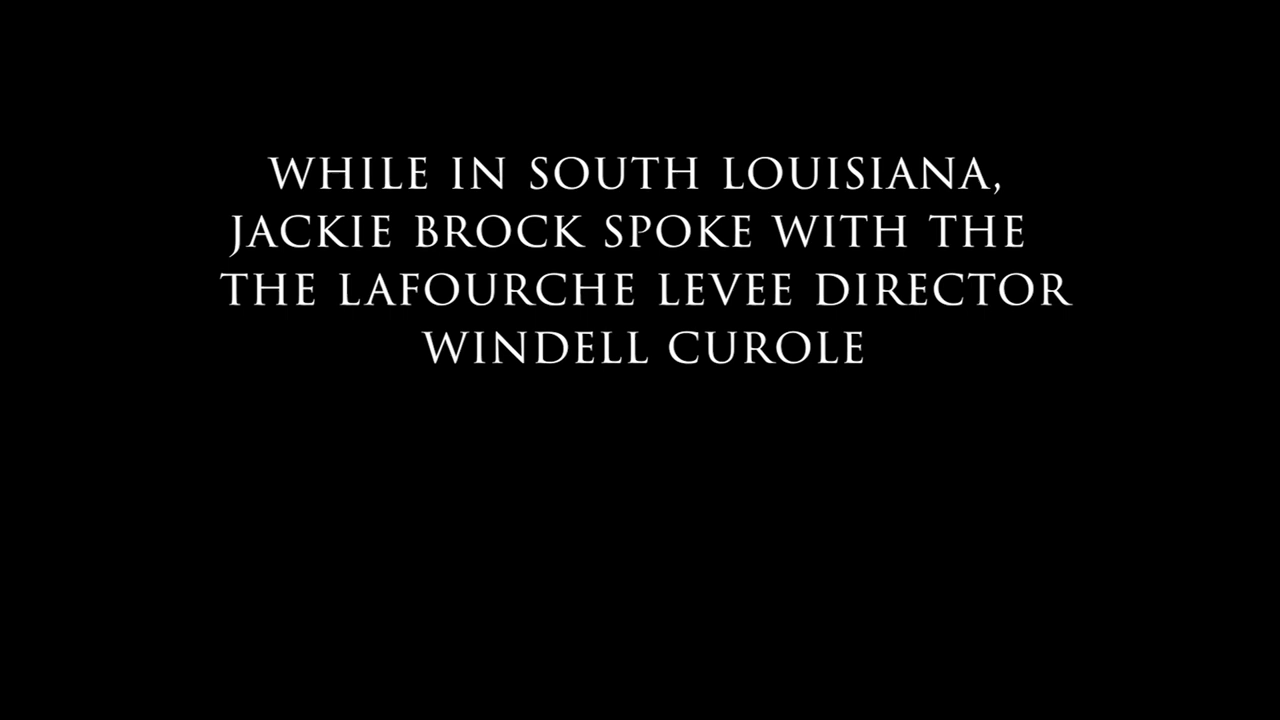 WHILE IN SOUTH LOUISIANA,
JACKIE BROCK SPOKE WITH THE
THE LAFOURCHE LEVEE DIRECTOR
WINDELL CUROLE